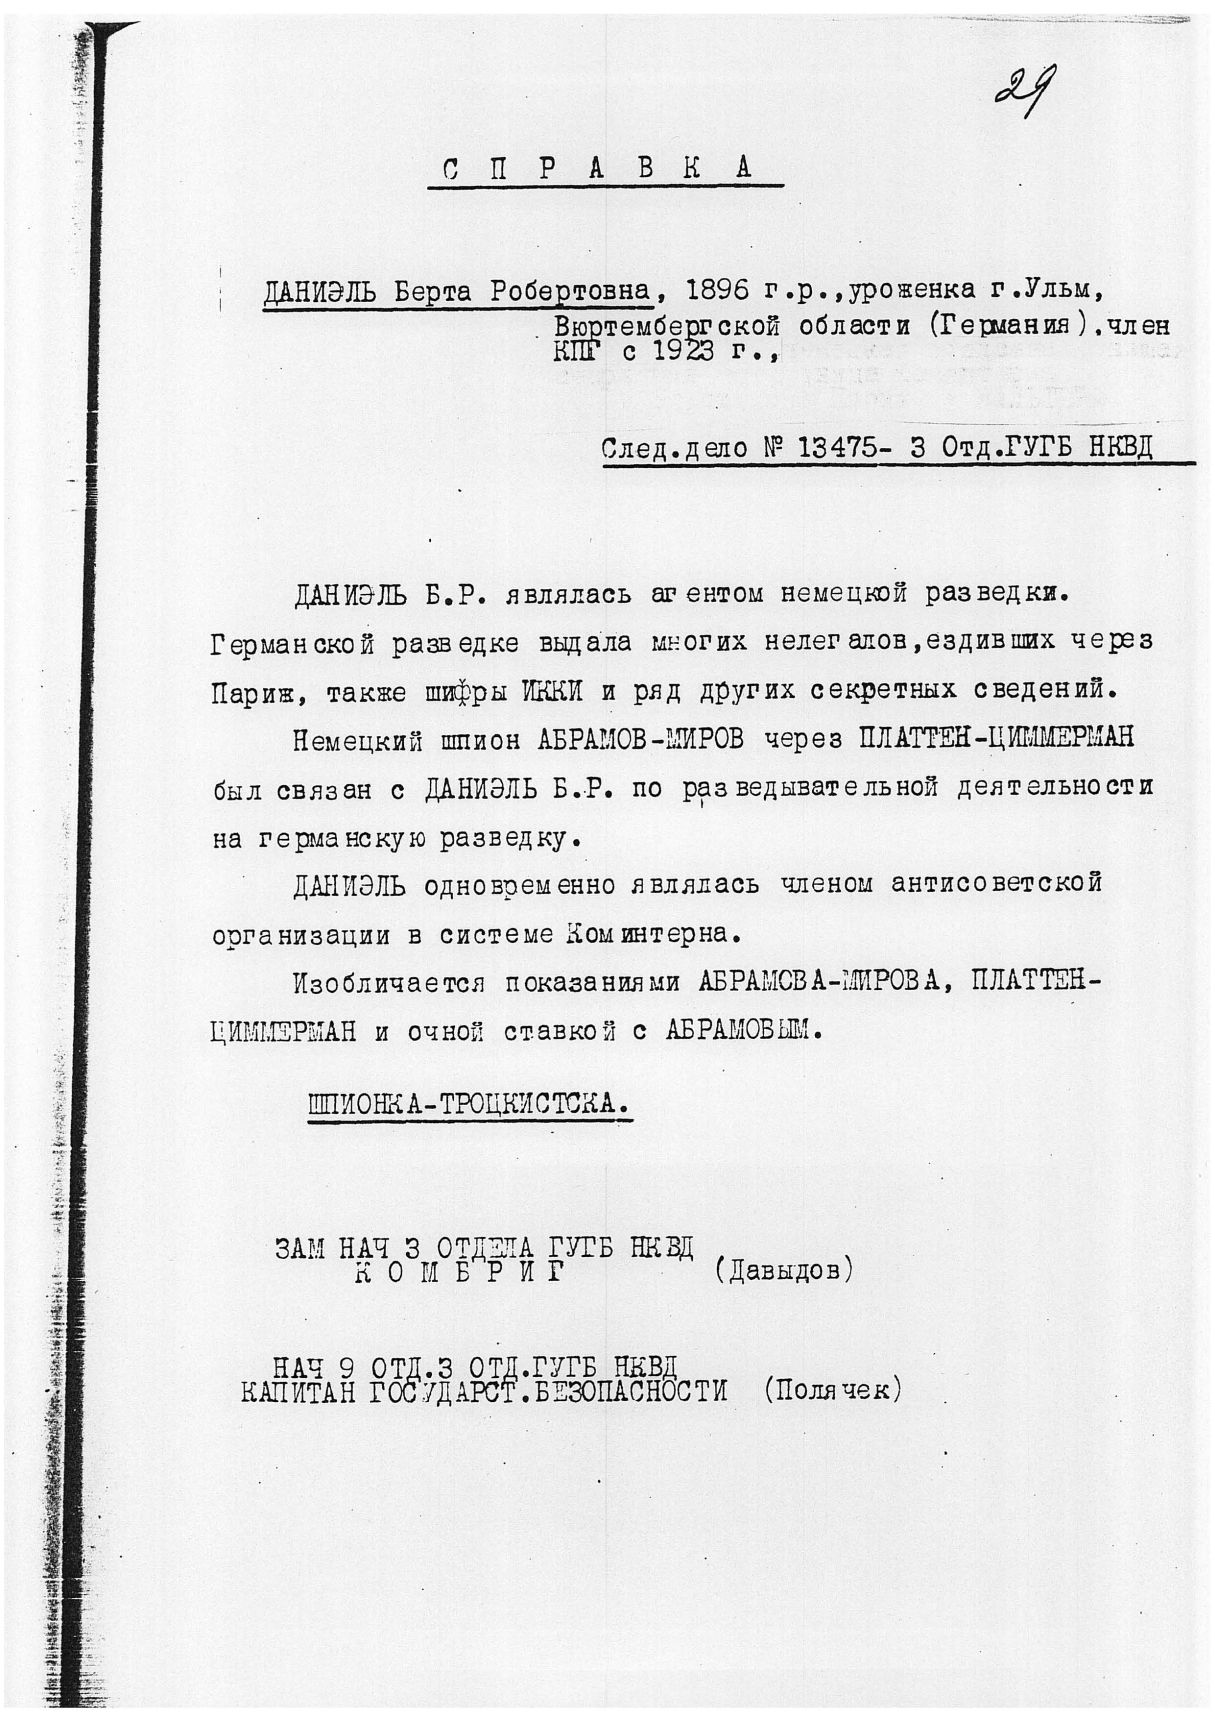 29
С П Р А В К А
ДАНИЭЛЬ Берта Робертовна, 1896 г.р.,уроженка г.Ульм,
Вюртембергской области (Германия).член
КПГ с 1923 г.,
След.дело № 13475- 3 Отд.ГУГБ НКВД
ДАНИЭЛЬ Б.Р. являлась агентом немецкой разведки.
Германской разведке выдала многих нелегалов,ездивших через
Париж, также шифры ИККИ и ряд других секретных сведений.
Немецкий шпион АБРАМОВ-МИРОВ через ПЛАТТЕН-ЦИММЕРМАН
был связан с ДАНИЭЛЬ Б.Р. по разведывательной деятельности
на германскую разведку.
ДАНИЭЛЬ одновременно являлась членом антисоветской
организации в системе Коминтерна.
Изобличается показаниями АБРАМОВА-МИРОВА, ПЛАТТЕН-
ЦИММЕРМАН и очной ставкой с АБРАМОВЫМ.
ШПИОНКА-ТРОЦКИСТСКА.
ЗАМ НАЧ 3 ОТДЕЛА ГУГБ НКВД
К О М Б Р И Г (Давыдов)
НАЧ 9 ОТД.3 ОТД.ГУГБ НКВД
КАПИТАН ГОСУДАРСТ.БЕЗОПАСНОСТИ (Полячек)